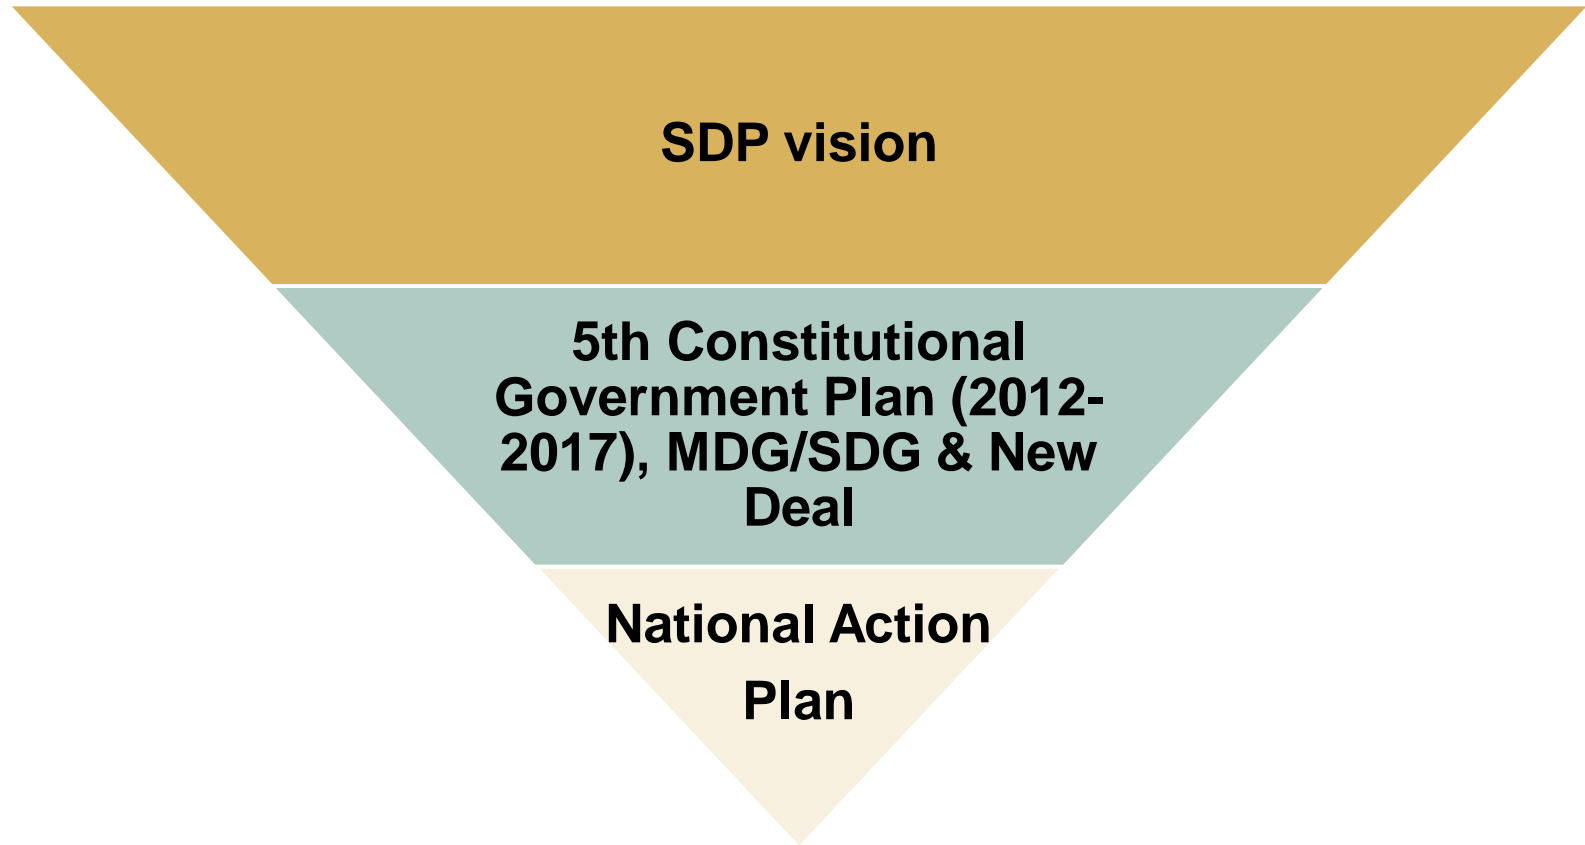 SDP vision
5th Constitutional
Government Plan (2012-
2017), MDG/SDG & New
Deal
National Action
Plan